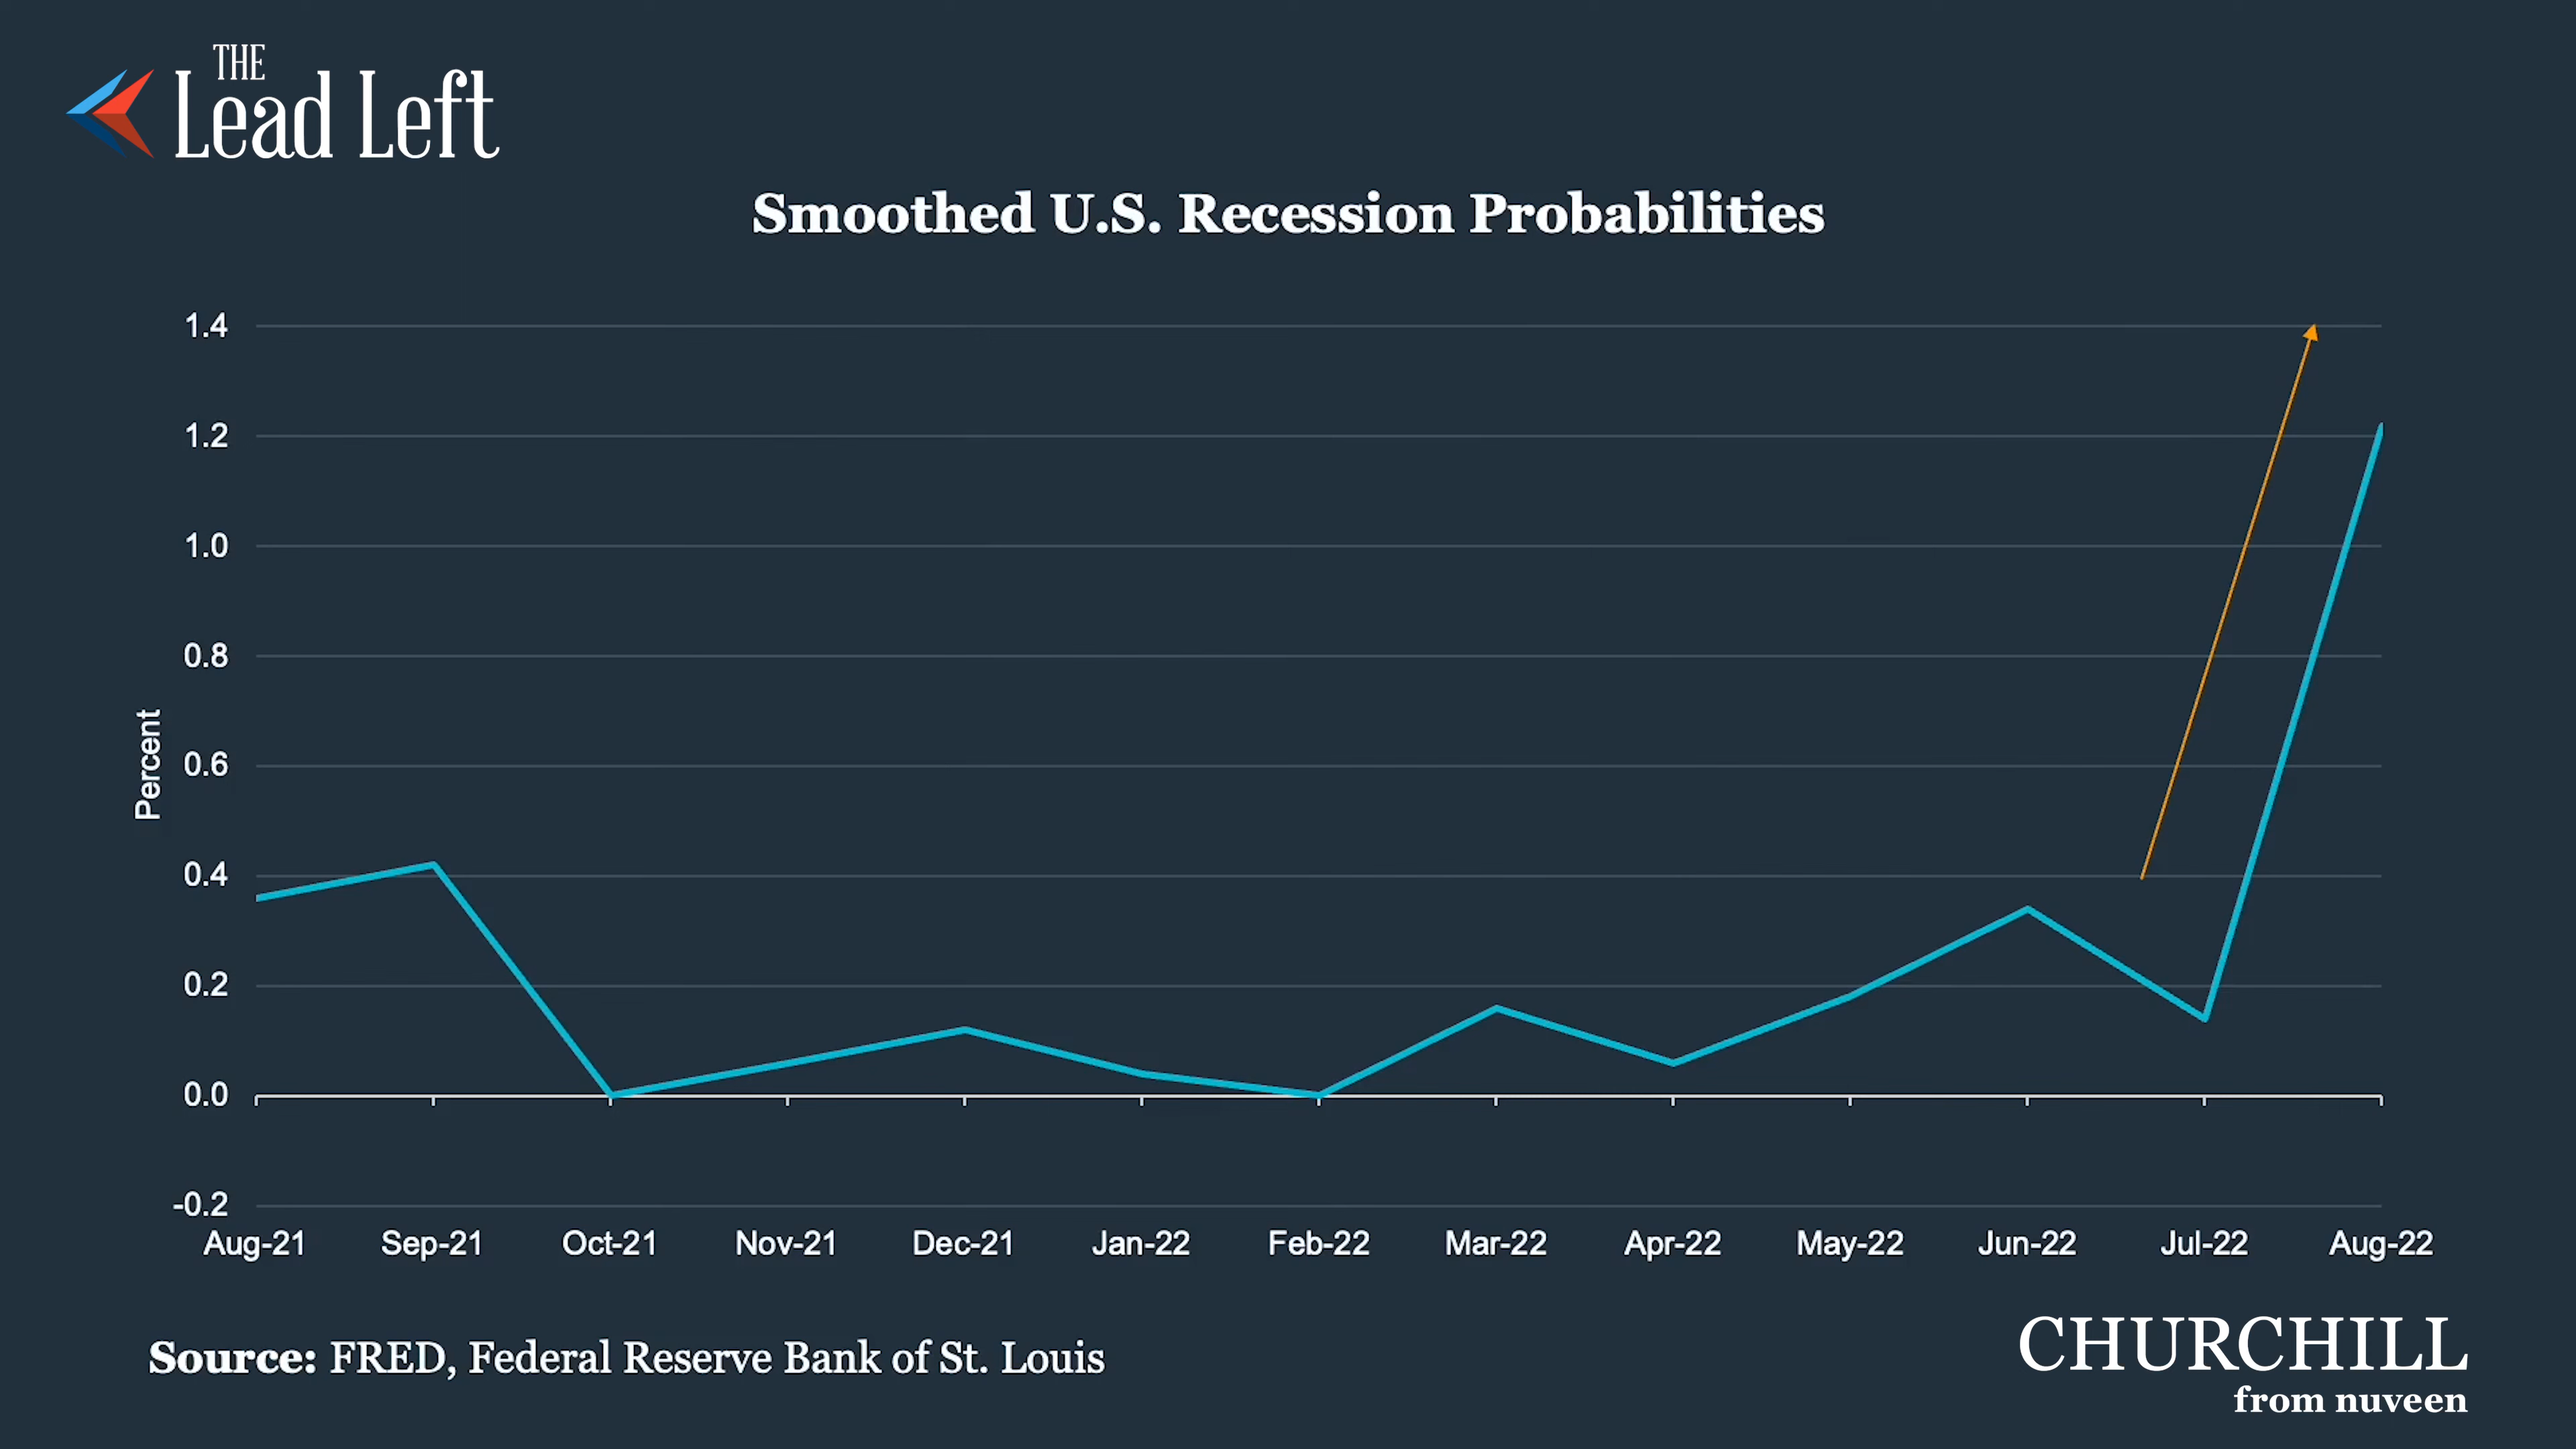 THE
Lead Left
Smoothed U.S. Recession Probabilities
1.4
1.2
1.0
0.8
0.6
0.4
0.2
0.0
-0.2
Percent
Aug-21 Sep-21 Oct-21 Nov-21 Dec-21 Jan-22 Feb-22 Mar-22 Apr-22 May-22 Jun-22 Jul-22 Aug-22
Source: FRED, Federal Reserve Bank of St. Louis
CHURCHILL
from nuveen